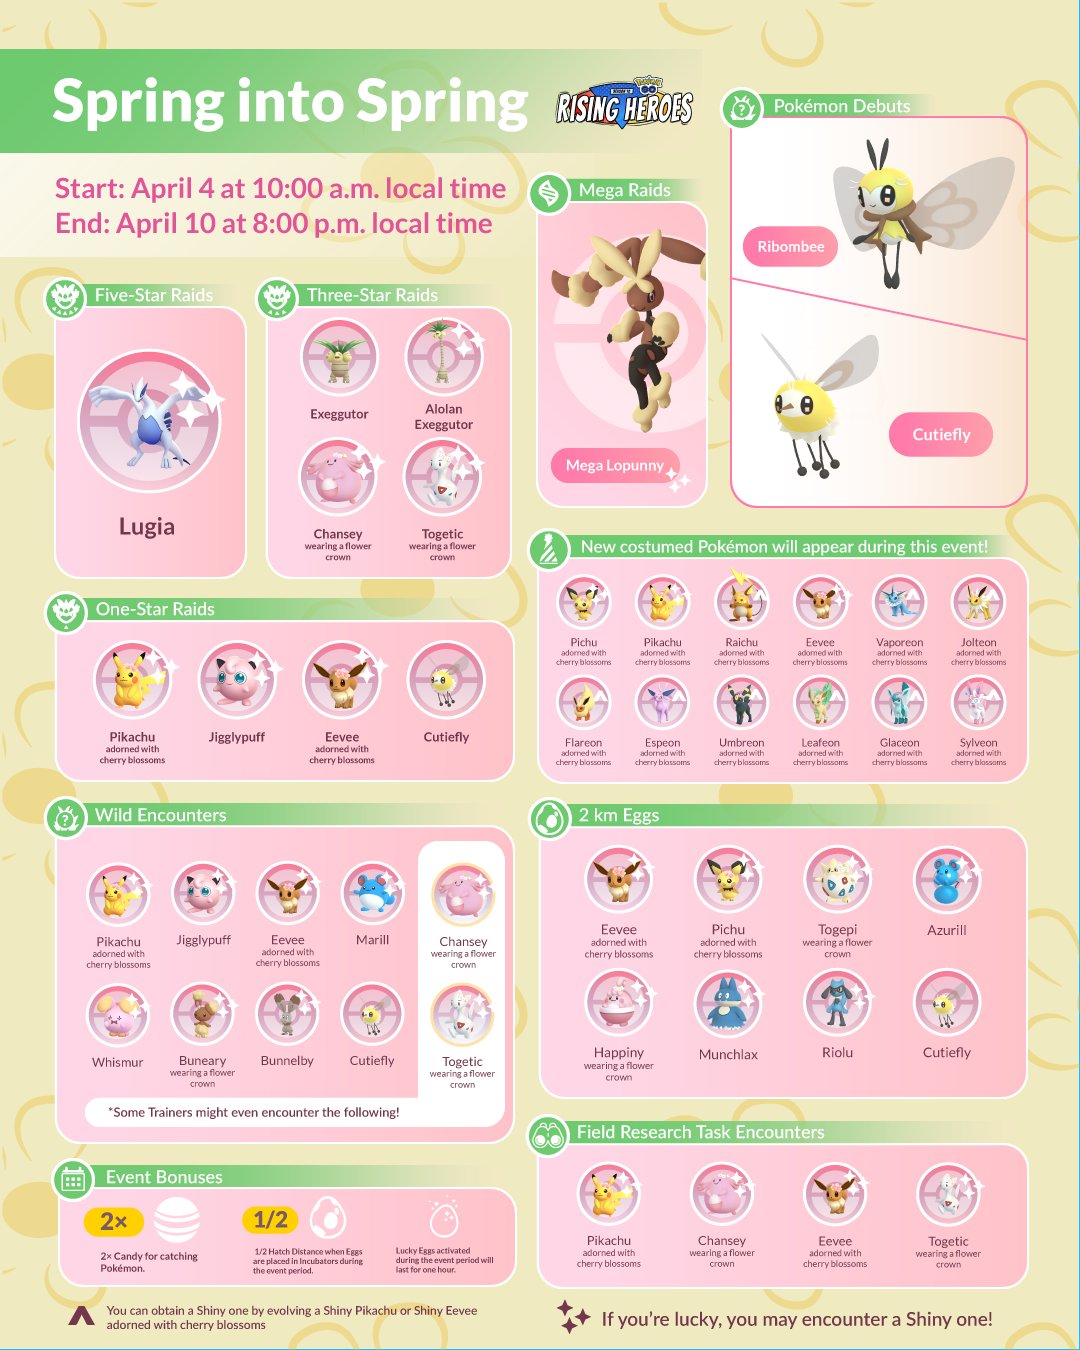 Spring into Spring
POKÉMON
GO
SEASON 10
RISING HEROES
Start: April 4 at 10:00 a.m. local time
End: April 10 at 8:00 p.m. local time
Pokémon Debuts
Ribombee
Cutiefly
Mega Raids
Mega Lopunny
Five-Star Raids
Lugia
Three-Star Raids
Exeggutor
Alolan
Exeggutor
Chansey
wearing a flower
crown
Togetic
wearing a flower
crown
New costumed Pokémon will appear during this event!
Pichu
adorned with
cherry blossoms
Pikachu
adorned with
cherry blossoms
Raichu
adorned with
cherry blossoms
Eevee
adorned with
cherry blossoms
Vaporeon
adorned with
cherry blossoms
Jolteon
adorned with
cherry blossoms
Flareon
adorned with
cherry blossoms
Espeon
adorned with
cherry blossoms
Umbreon
adorned with
cherry blossoms
Leafeon
adorned with
cherry blossoms
Glaceon
adorned with
cherry blossoms
Sylveon
adorned with
cherry blossoms
One-Star Raids
Pikachu
adorned with
cherry blossoms
Jigglypuff
Eevee
adorned with
cherry blossoms
Cutiefly
Wild Encounters
Pikachu
adorned with
cherry blossoms
Jigglypuff
Eevee
adorned with
cherry blossoms
Marill
Chansey
wearing a flower
crown
Whismur
Buneary
wearing a flower
crown
Bunnelby
Cutiefly
Togetic
wearing a flower
crown
*Some Trainers might even encounter the following!
2 km Eggs
Eevee
adorned with
cherry blossoms
Pichu
adorned with
cherry blossoms
Togepi
wearing a flower
crown
Azurill
Happiny
wearing a flower
crown
Munchlax
Riolu
Cutiefly
Event Bonuses
2×
2× Candy for catching
Pokémon.
1/2
1/2 Hatch Distance when Eggs
are placed in Incubators during
the event period.
Lucky Eggs activated
during the event period will
last for one hour.
Field Research Task Encounters
Pikachu
adorned with
cherry blossoms
Chansey
wearing a flower
crown
Eevee
adorned with
cherry blossoms
Togetic
wearing a flower
crown
You can obtain a Shiny one by evolving a Shiny Pikachu or Shiny Eevee
adorned with cherry blossoms
If you're lucky, you may encounter a Shiny one!